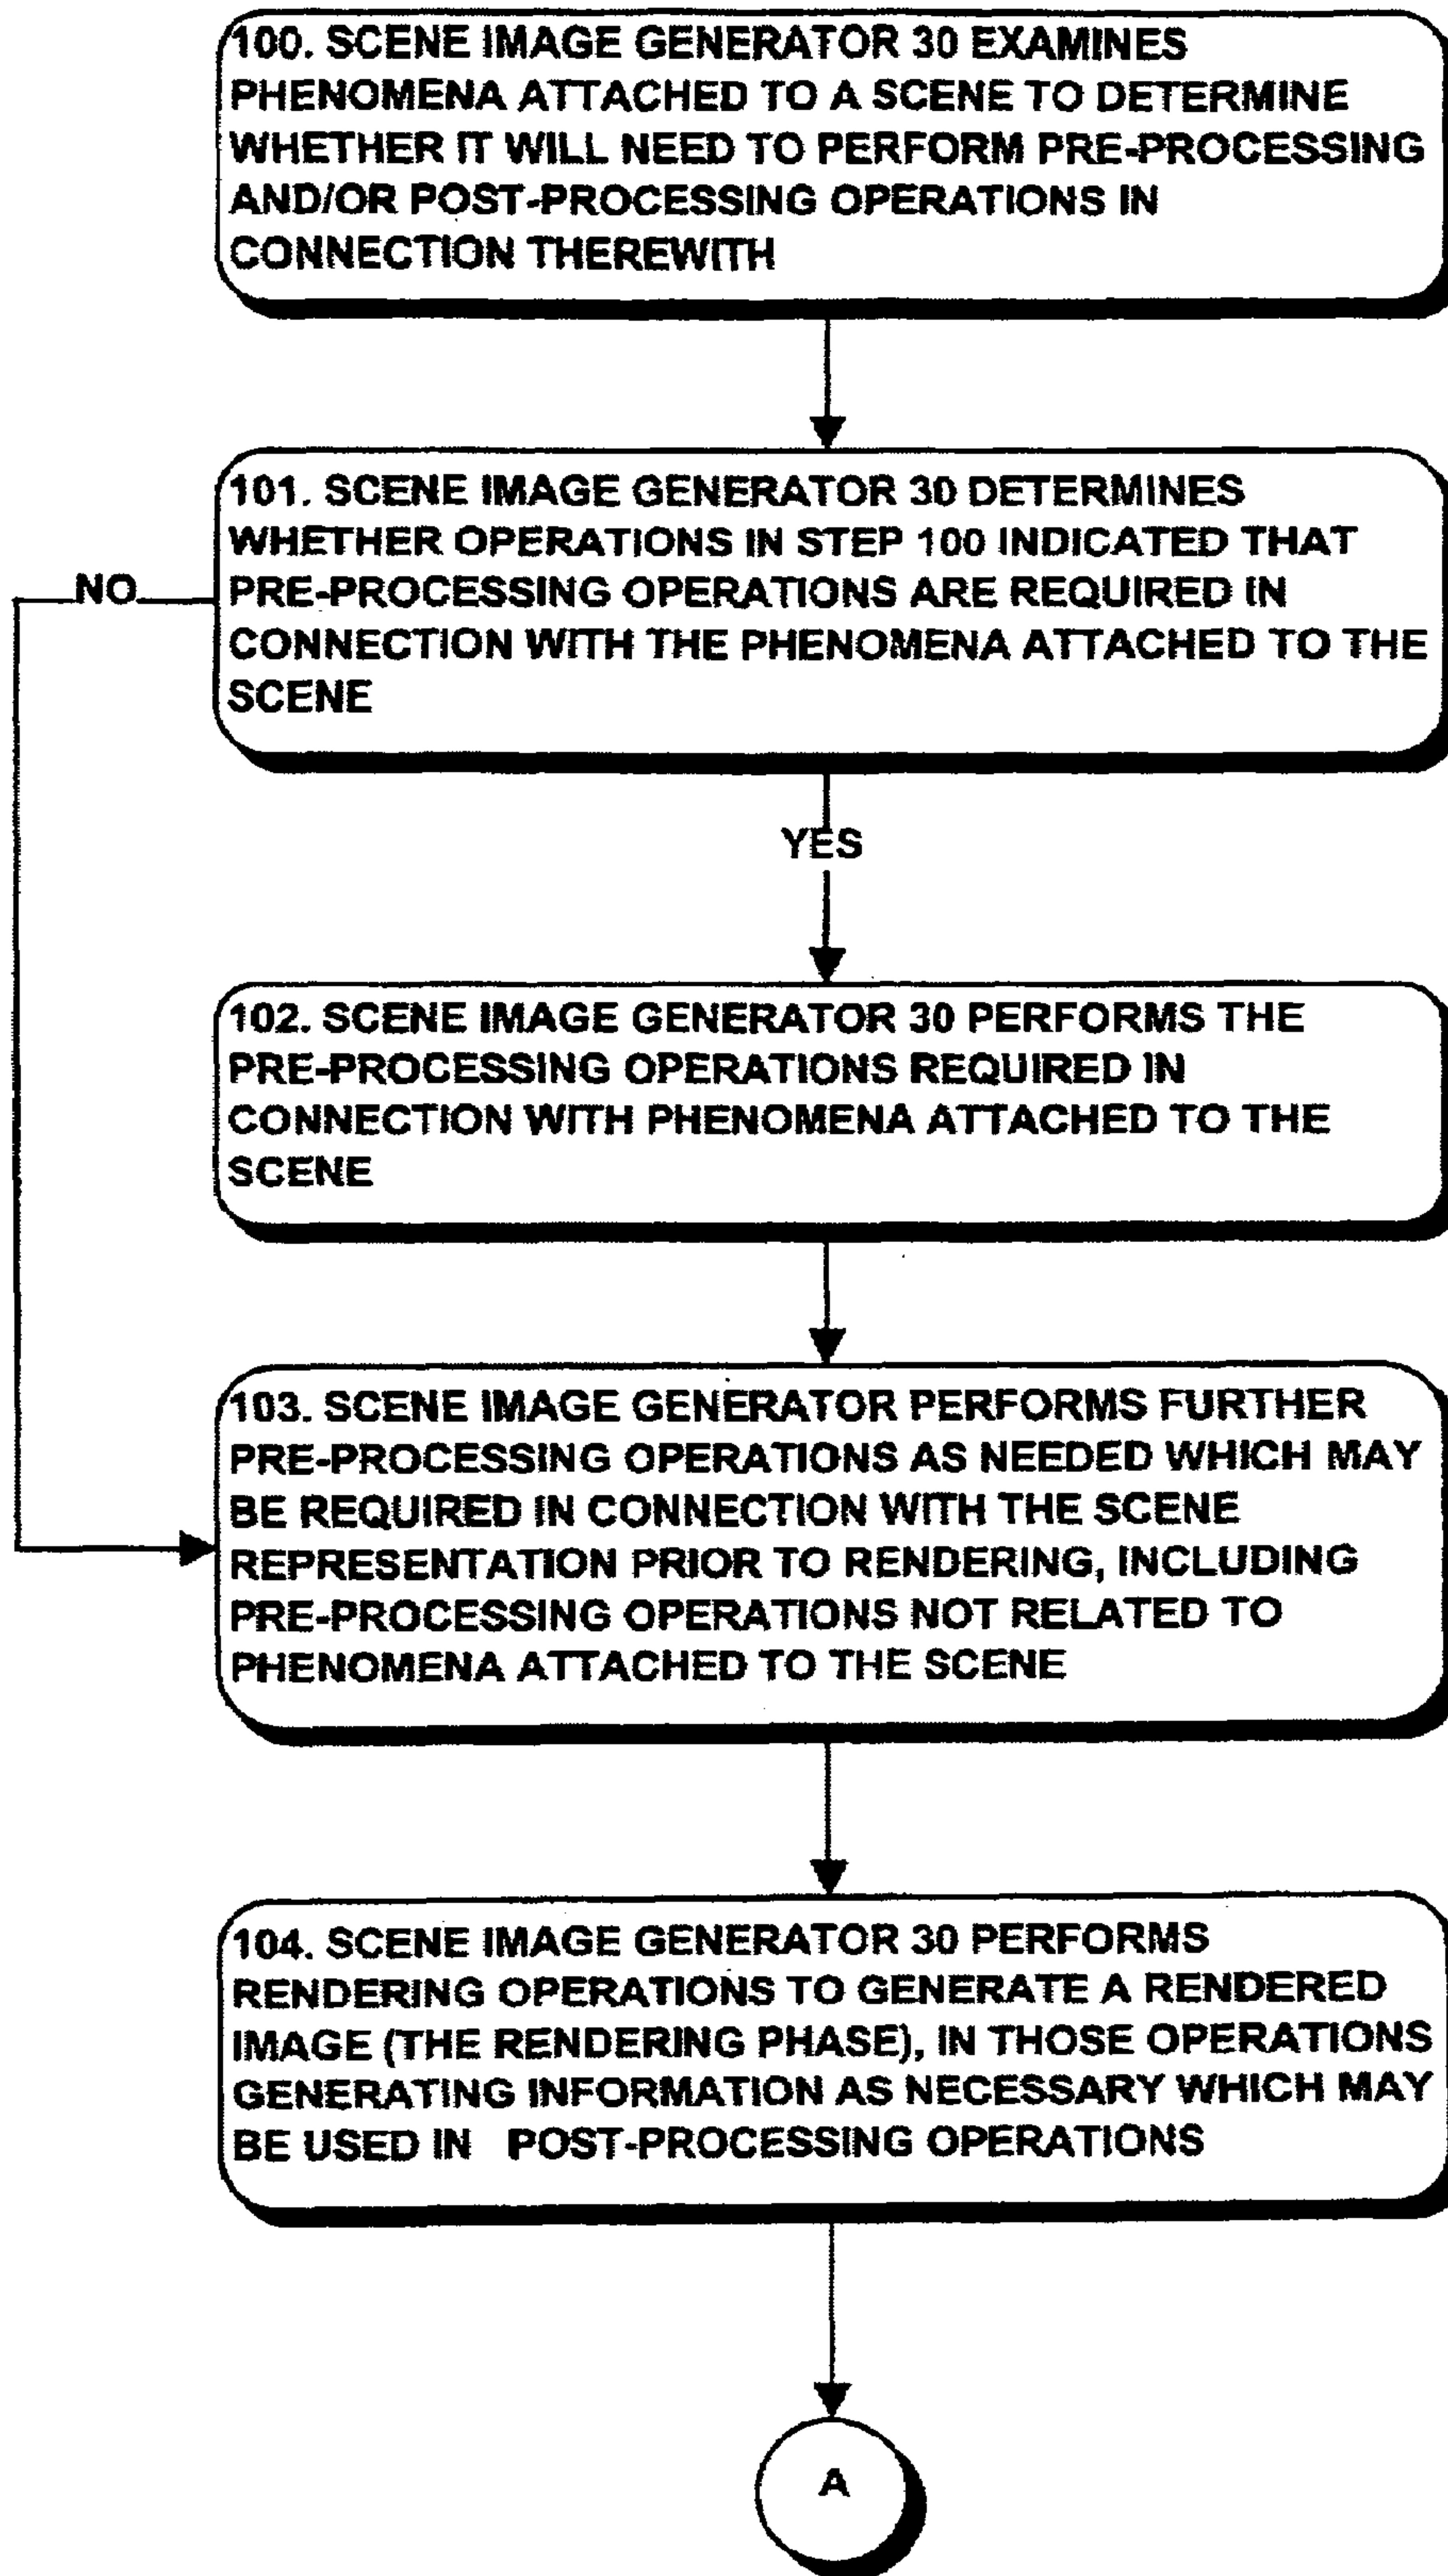 100. SCENE IMAGE GENERATOR 30 EXAMINES
PHENOMENA ATTACHED TO A SCENE TO DETERMINE
WHETHER IT WILL NEED TO PERFORM PRE-PROCESSING
AND/OR POST-PROCESSING OPERATIONS IN
CONNECTION THEREWITH
101. SCENE IMAGE GENERATOR 30 DETERMINES
WHETHER OPERATIONS IN STEP 100 INDICATED THAT
PRE-PROCESSING OPERATIONS ARE REQUIRED IN
CONNECTION WITH THE PHENOMENA ATTACHED TO THE
SCENE
NO
YES
102. SCENE IMAGE GENERATOR 30 PERFORMS THE
PRE-PROCESSING OPERATIONS REQUIRED IN
CONNECTION WITH PHENOMENA ATTACHED TO THE
SCENE
103. SCENE IMAGE GENERATOR PERFORMS FURTHER
PRE-PROCESSING OPERATIONS AS NEEDED WHICH MAY
BE REQUIRED IN CONNECTION WITH THE SCENE
REPRESENTATION PRIOR TO RENDERING, INCLUDING
PRE-PROCESSING OPERATIONS NOT RELATED TO
PHENOMENA ATTACHED TO THE SCENE
104. SCENE IMAGE GENERATOR 30 PERFORMS
RENDERING OPERATIONS TO GENERATE A RENDERED
IMAGE (THE RENDERING PHASE), IN THOSE OPERATIONS
GENERATING INFORMATION AS NECESSARY WHICH MAY
BE USED IN POST-PROCESSING OPERATIONS
A